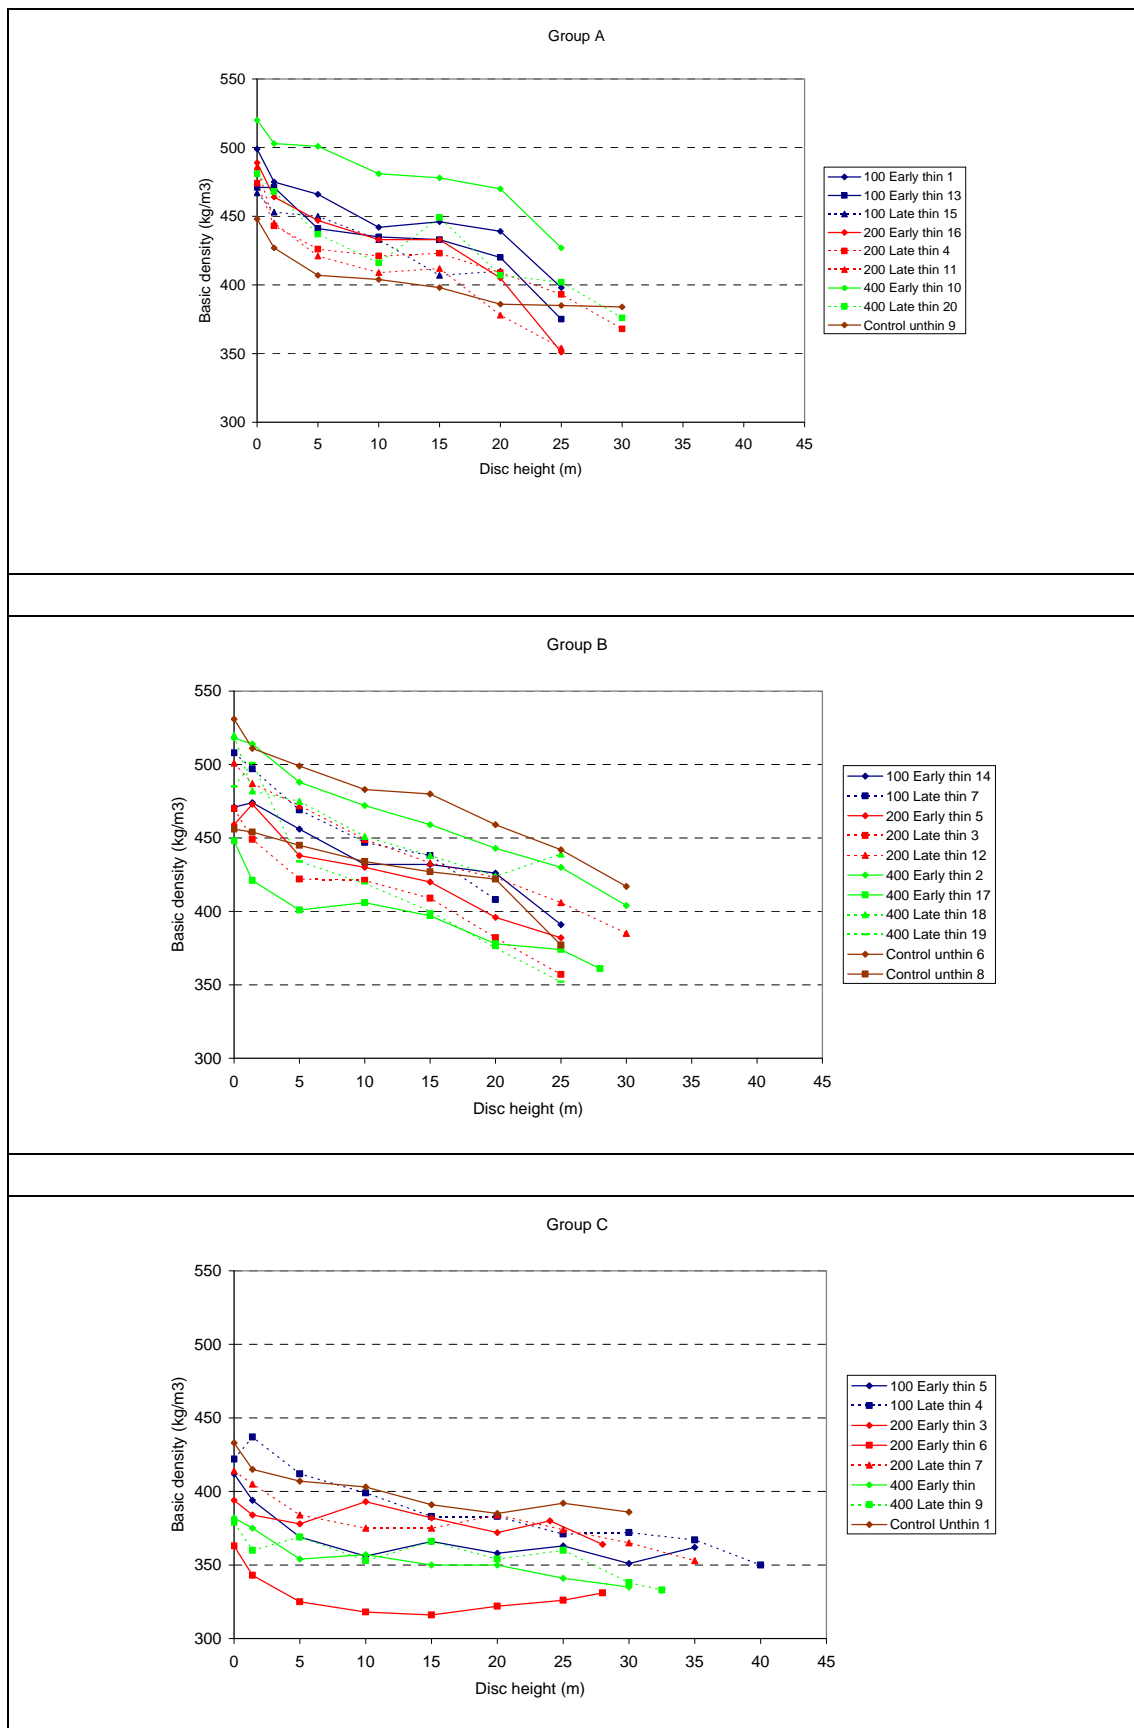 Group A
550
500
450
400
350
300
Basic density (kg/m3)
0 5 10 15 20 25 30 35 40 45
Disc height (m)
100 Early thin 1
100 Early thin 13
100 Late thin 15
200 Early thin 16
200 Late thin 4
200 Late thin 11
400 Early thin 10
400 Late thin 20
Control unthin 9
Group B
550
500
450
400
350
300
Basic density (kg/m3)
0 5 10 15 20 25 30 35 40 45
Disc height (m)
100 Early thin 14
100 Late thin 7
200 Early thin 5
200 Late thin 3
200 Late thin 12
400 Early thin 2
400 Early thin 17
400 Late thin 18
400 Late thin 19
Control unthin 6
Control unthin 8
Group C
550
500
450
400
350
300
Basic density (kg/m3)
0 5 10 15 20 25 30 35 40 45
Disc height (m)
100 Early thin 5
100 Late thin 4
200 Early thin 3
200 Early thin 6
200 Late thin 7
400 Early thin
400 Late thin 9
Control Unthin 1